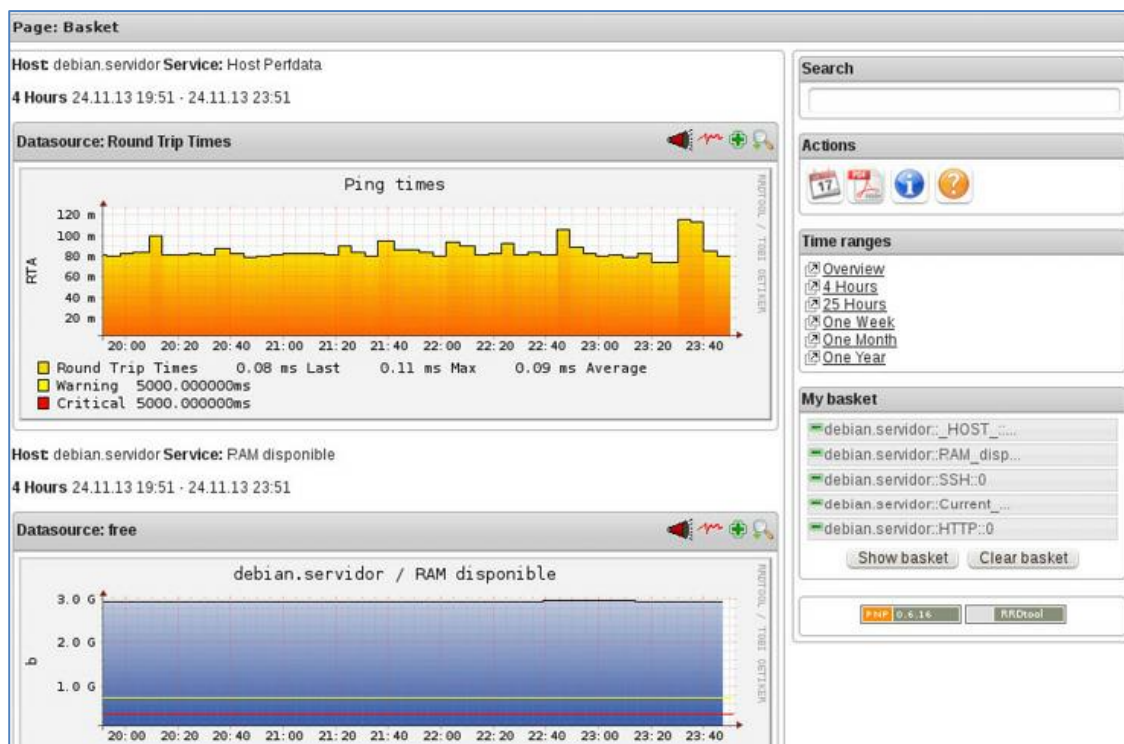 Page: Basket
Host: debian.servidor Service: Host Perfdata
4 Hours 24.11.13 19:51 - 24.11.13 23:51
Datasource: Round Trip Times
Ping times
RRDTOOL / TOBI OETIKER
120 m
100 m
80 m
60 m
40 m
20 m
RTA
20:00 20:20 20:40 21:00 21:20 21:40 22:00 22:20 22:40 23:00 23:20 23:40
Round Trip Times 0.08 ms Last 0.11 ms Max 0.09 ms Average
Warning 5000.000000ms
Critical 5000.000000ms
Host: debian.servidor Service: RAM disponible
4 Hours 24.11.13 19:51 - 24.11.13 23:51
Datasource: free
debian.servidor / RAM disponible
RRDTOOL / TOBI OETIKER
3.0 G
2.0 G
1.0 G
b
20:00 20:20 20:40 21:00 21:20 21:40 22:00 22:20 22:40 23:00 23:20 23:40
Search
Actions
17
PDF
Time ranges
Overview
4 Hours
25 Hours
One Week
One Month
One Year
My basket
debian.servidor::_HOST_::...
debian.servidor::RAM_disp...
debian.servidor::SSH::0
debian.servidor::Current_...
debian.servidor::HTTP::0
Show basket Clear basket
PNP 0.6.16 RRDtool